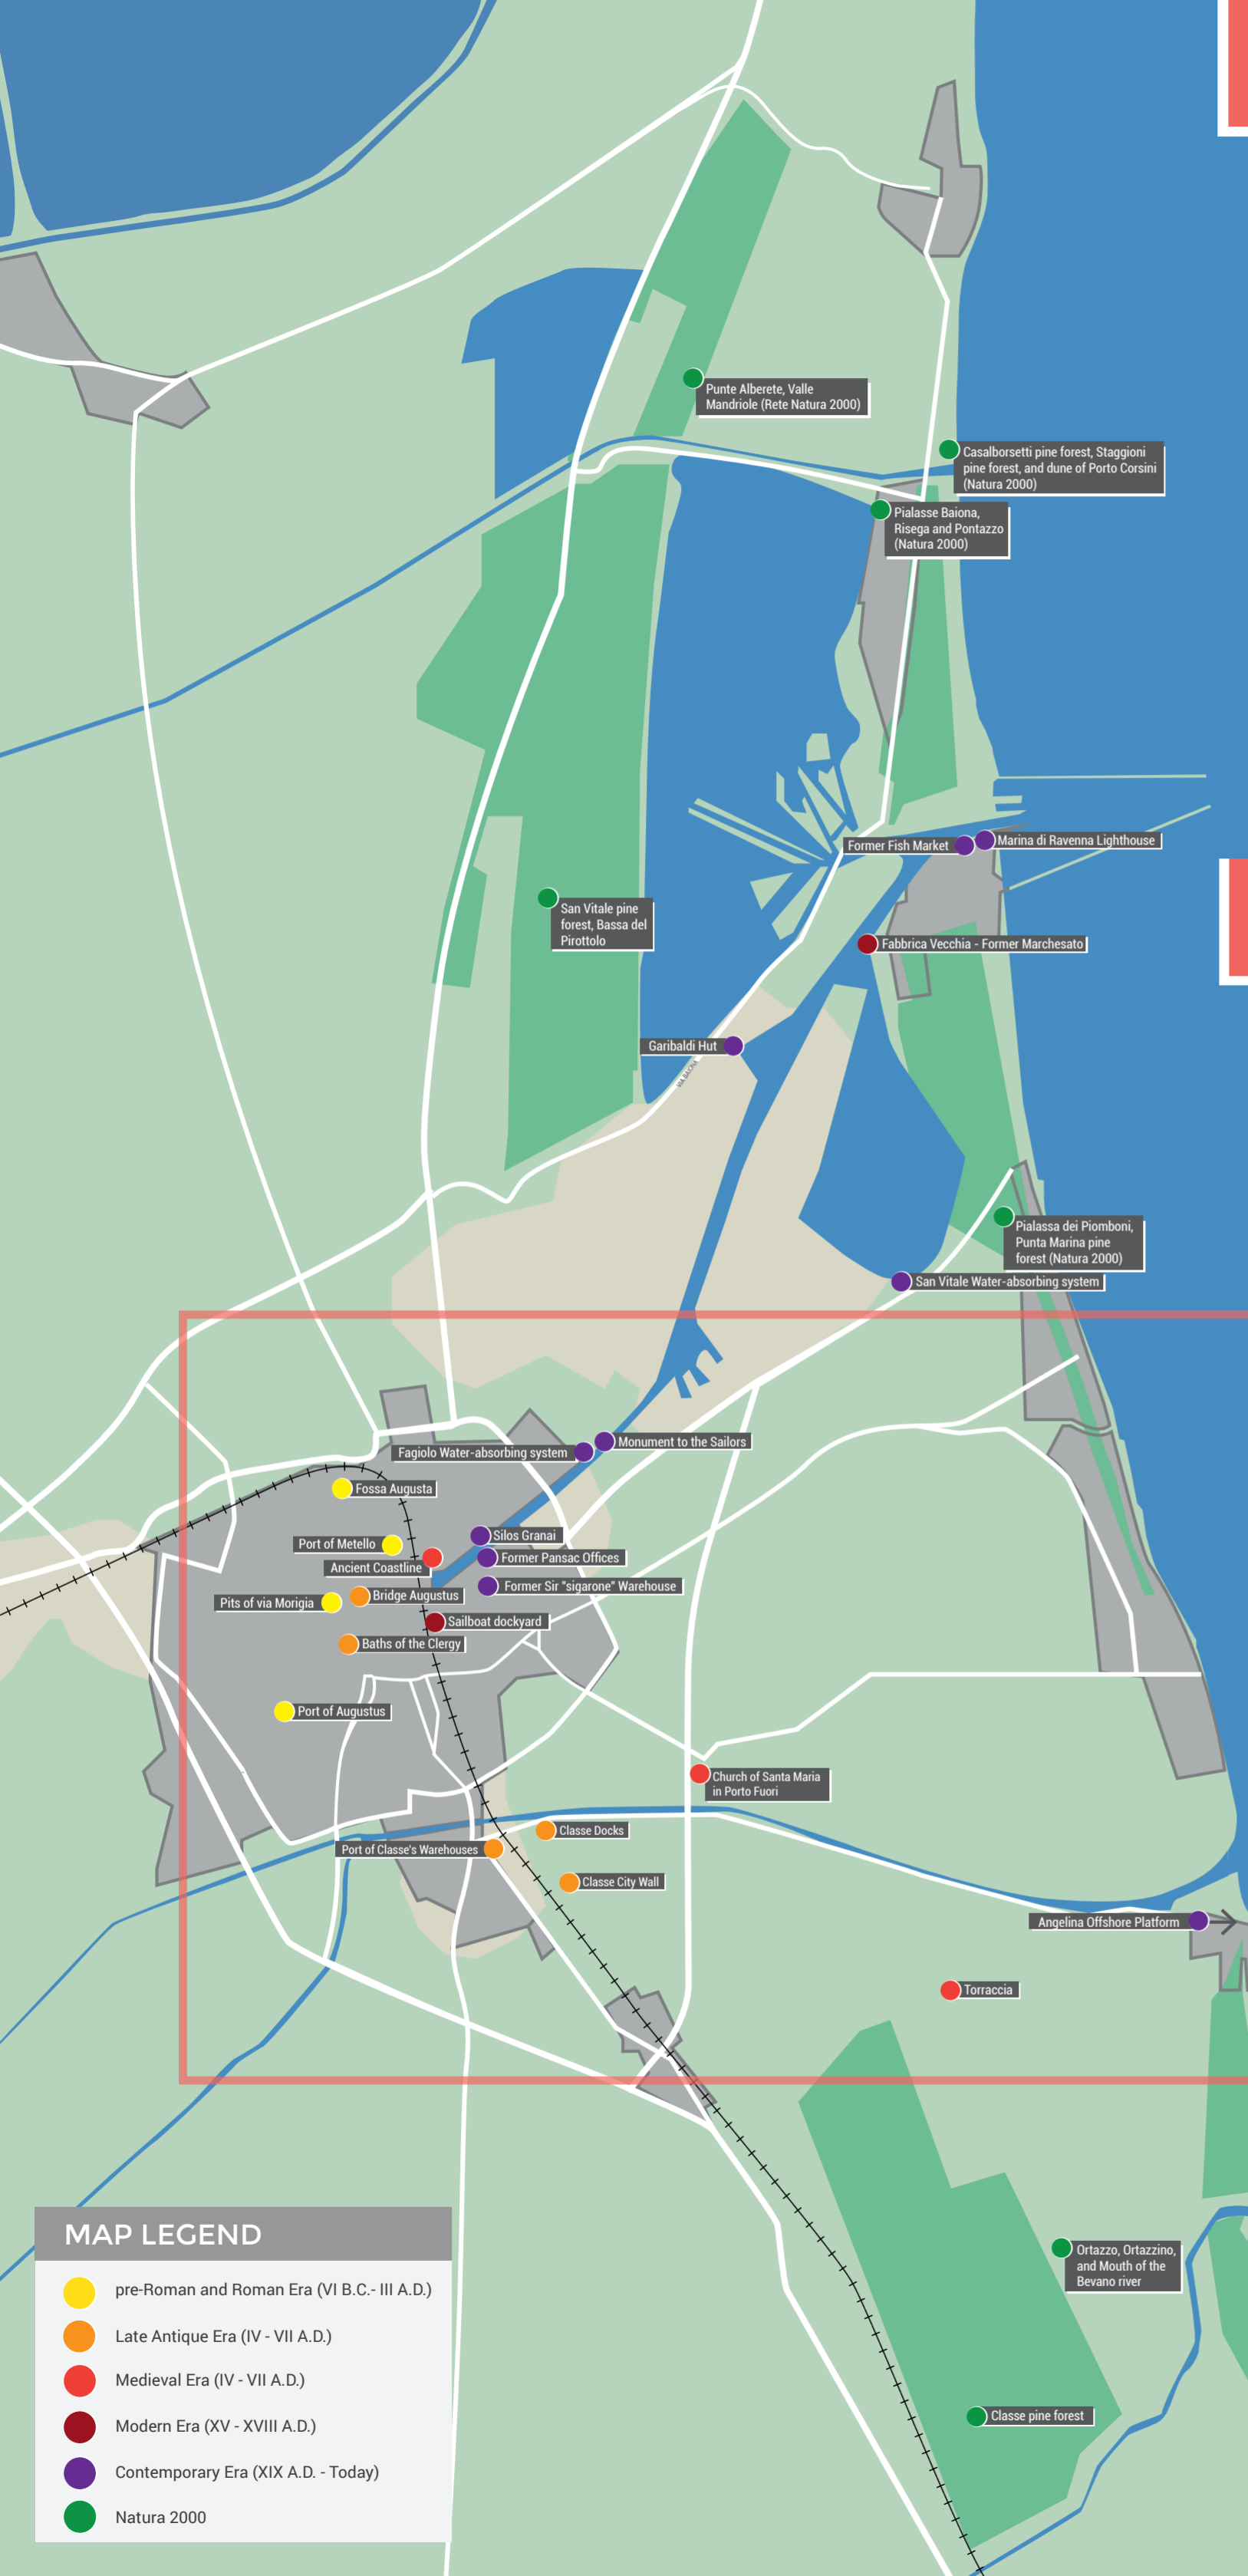 Punte Alberete, Valle
Mandriole (Rete Natura 2000)
Casalborsetti pine forest, Staggioni
pine forest, and dune of Porto Corsini
(Natura 2000)
Pialasse Baiona,
Risega and Pontazzo
(Natura 2000)
Former Fish Market
Marina di Ravenna Lighthouse
San Vitale pine
forest, Bassa del
Pirottolo
Fabbrica Vecchia - Former Marchesato
Garibaldi Hut
VIA BAIONA
Pialassa dei Piomboni,
Punta Marina pine
forest (Natura 2000)
San Vitale Water-absorbing system
Monument to the Sailors
Fagiolo Water-absorbing system
Fossa Augusta
Silos Granai
Port of Metello
Former Pansac Offices
Ancient Coastline
Former Sir "sigarone" Warehouse
Bridge Augustus
Pits of via Morigia
Sailboat dockyard
Baths of the Clergy
Port of Augustus
Church of Santa Maria
in Porto Fuori
Classe Docks
Port of Classe's Warehouses
Classe City Wall
Angelina Offshore Platform
Torraccia
Ortazzo, Ortazzino,
and Mouth of the
Bevano river
Classe pine forest
MAP LEGEND
pre-Roman and Roman Era (VI B.C.- III A.D.)
Late Antique Era (IV - VII A.D.)
Medieval Era (IV - VII A.D.)
Modern Era (XV - XVIII A.D.)
Contemporary Era (XIX A.D. - Today)
Natura 2000